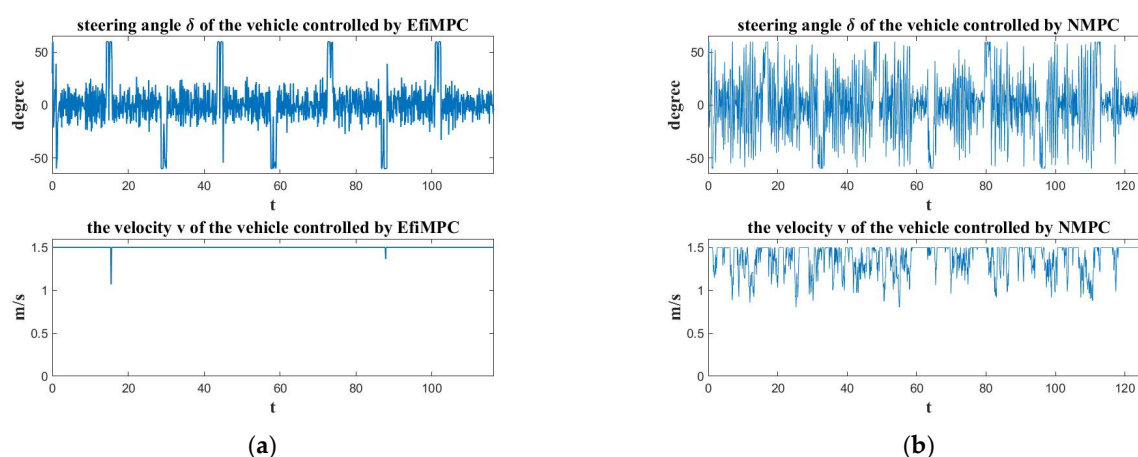 steering angle δ of the vehicle controlled by EfiMPC
50
0
-50
degree
0 20 40 60 80 100
t
the velocity v of the vehicle controlled by EfiMPC
1.5
1
0.5
0
m/s
0 20 40 60 80 100
t
(a)
steering angle δ of the vehicle controlled by NMPC
50
0
-50
degree
0 20 40 60 80 100 120
t
the velocity v of the vehicle controlled by NMPC
1.5
1
0.5
0
m/s
0 20 40 60 80 100 120
t
(b)